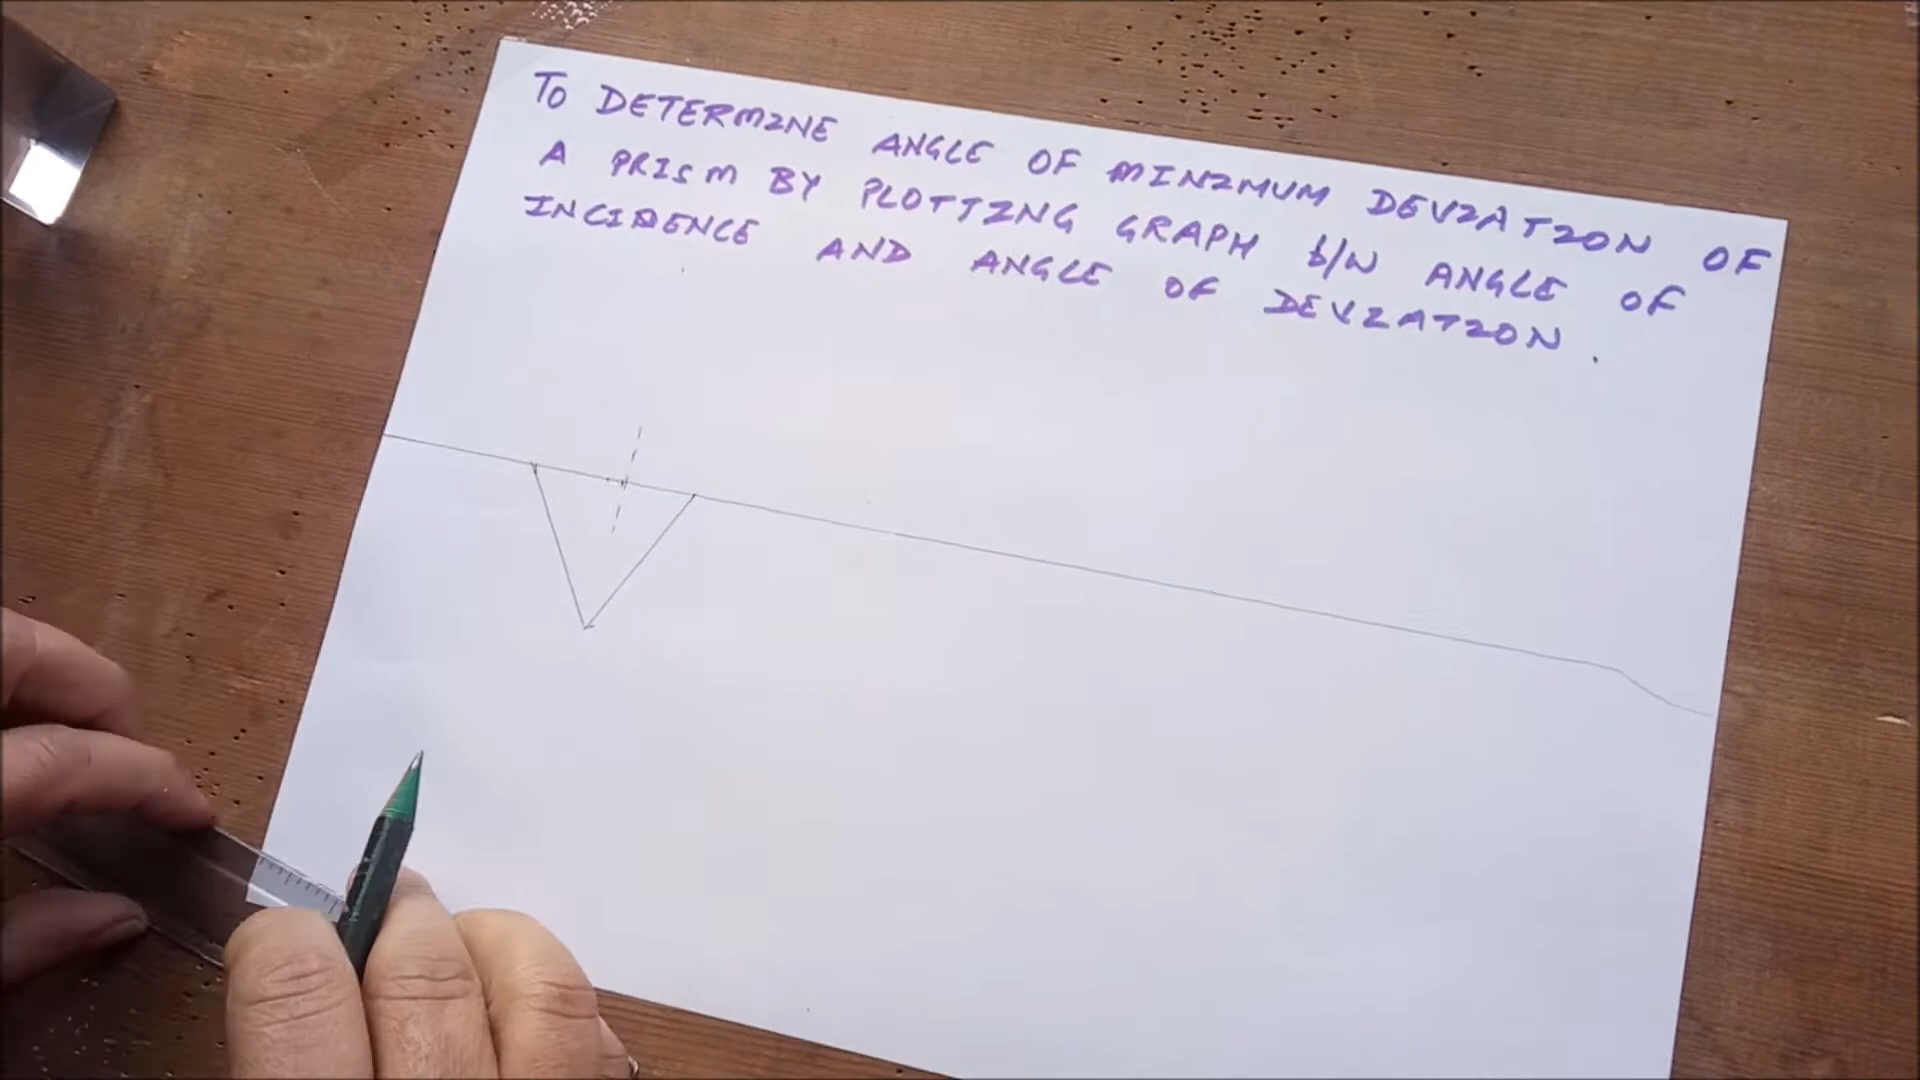 TO DETERMINE ANGLE OF MINIMUM DEVIATION OF
A PRISM BY PLOTTING GRAPH b/w ANGLE OF
INCIDENCE AND ANGLE OF DEVIATION.